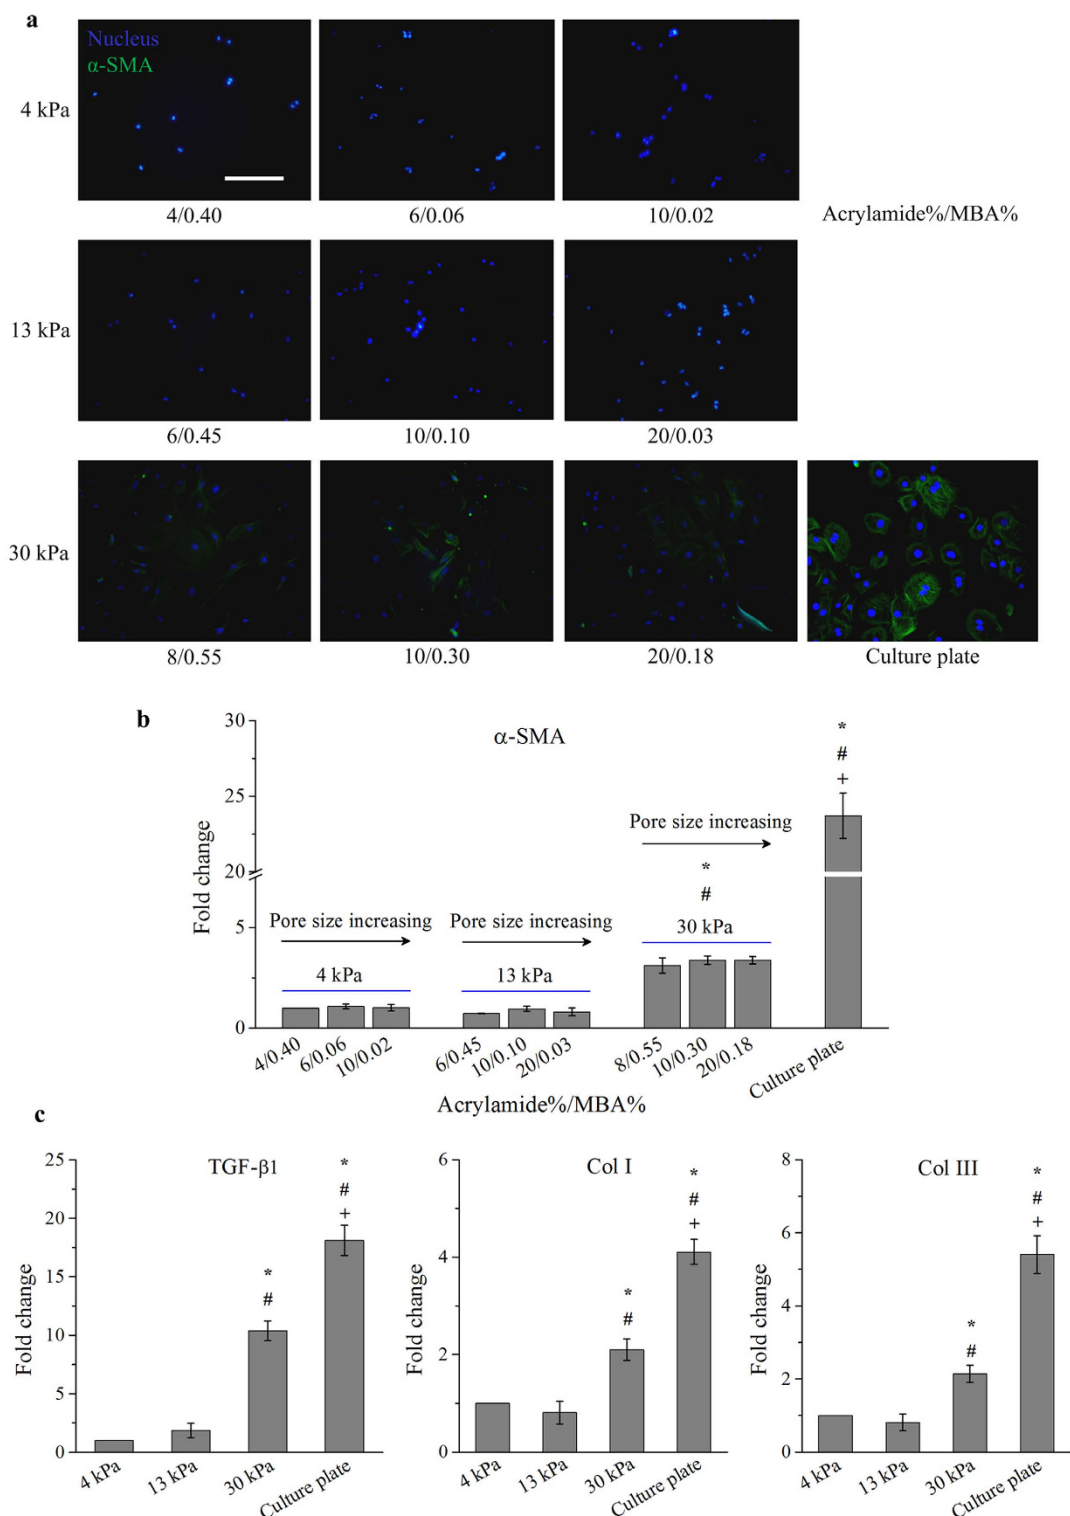 a
Nucleus
α-SMA
4 kPa
4/0.40
6/0.06
10/0.02
Acrylamide%/MBA%
13 kPa
6/0.45
10/0.10
20/0.03
30 kPa
8/0.55
10/0.30
20/0.18
Culture plate
b
α-SMA
Fold change
30
25
20
5
0
Pore size increasing
4 kPa
Pore size increasing
13 kPa
Pore size increasing
*
#
30 kPa
*
#
+
4/0.40
6/0.06
10/0.02
6/0.45
10/0.10
20/0.03
8/0.55
10/0.30
20/0.18
Culture plate
Acrylamide%/MBA%
c
TGF-β1
Fold change
25
20
15
10
5
0
*
#
*
#
+
4 kPa
13 kPa
30 kPa
Culture plate
Col I
Fold change
6
4
2
0
*
#
*
#
+
4 kPa
13 kPa
30 kPa
Culture plate
Col III
Fold change
8
6
4
2
0
*
#
*
#
+
4 kPa
13 kPa
30 kPa
Culture plate